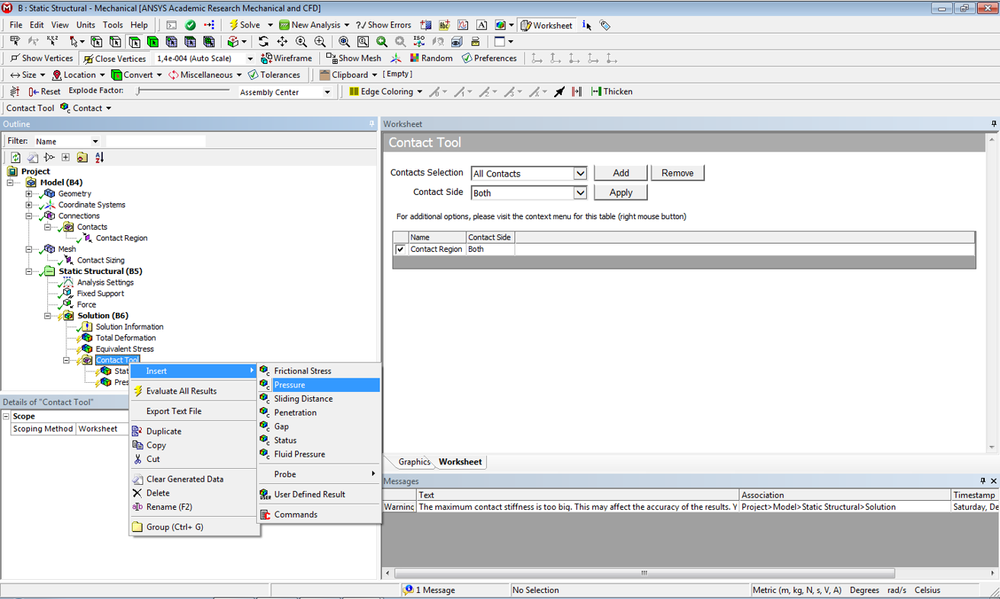 B : Static Structural - Mechanical [ANSYS Academic Research Mechanical and CFD]
File Edit View Units Tools Help Solve New Analysis ?/ Show Errors Worksheet
Show Vertices Close Vertices 1,4e-004 (Auto Scale) Wireframe Show Mesh Random Preferences
Size Location Convert Miscellaneous Tolerances Clipboard [ Empty ]
Reset Explode Factor: Assembly Center Edge Coloring Thicken
Contact Tool Contact
Outline
Filter: Name
Project
Model (B4)
Geometry
Coordinate Systems
Connections
Contacts
Contact Region
Mesh
Contact Sizing
Static Structural (B5)
Analysis Settings
Fixed Support
Force
Solution (B6)
Solution Information
Total Deformation
Equivalent Stress
Contact Tool
Stat
Pres
Insert
Evaluate All Results
Export Text File
Duplicate
Copy
Cut
Clear Generated Data
Delete
Rename (F2)
Group (Ctrl+ G)
Frictional Stress
Pressure
Sliding Distance
Penetration
Gap
Status
Fluid Pressure
Probe
User Defined Result
Commands
Details of "Contact Tool"
Scope
Scoping Method Worksheet
Worksheet
Contact Tool
Contacts Selection All Contacts Add Remove
Contact Side Both Apply
For additional options, please visit the context menu for this table (right mouse button)
Name Contact Side
Contact Region Both
Graphics Worksheet
Messages
Text Association Timestamp
Warning The maximum contact stiffness is too big. This may affect the accuracy of the results. Y Project>Model>Static Structural>Solution Saturday, De
1 Message No Selection Metric (m, kg, N, s, V, A) Degrees rad/s Celsius